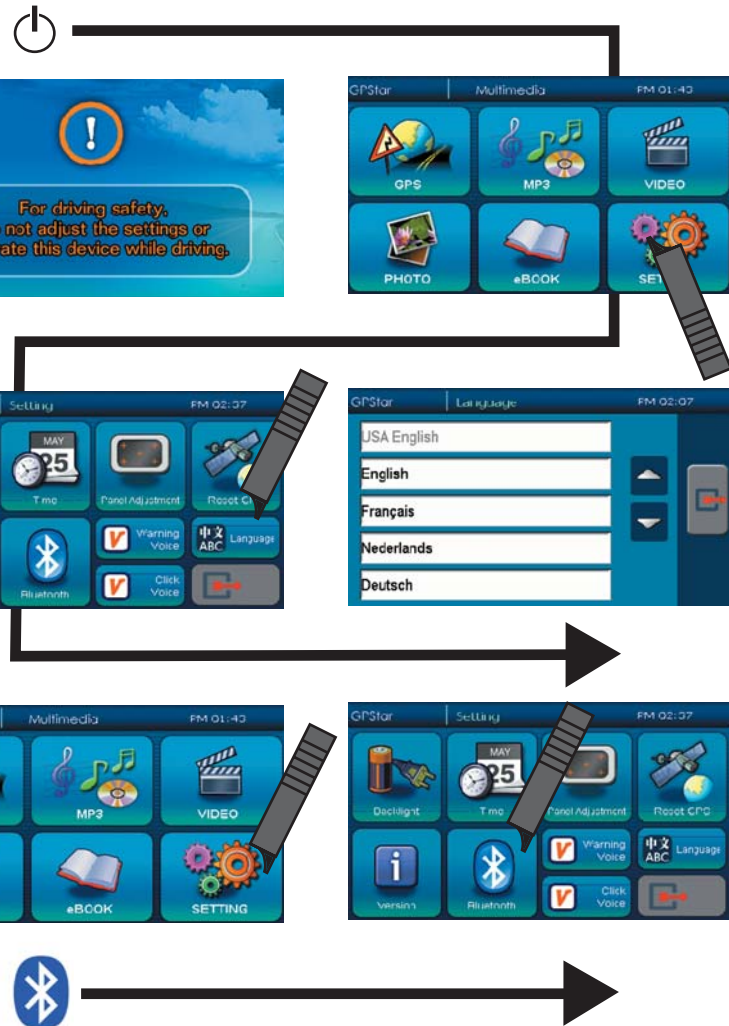 For driving safety,
not adjust the settings or
this device while driving.
GPStar Multimedia PM 01:43
GPS MP3 VIDEO
PHOTO eBOOK
Setting PM 02:37
MAY
25
Time Panel Adjustment Reset
Warning
Voice
中文
ABC
Language
Bluetooth
Click
Voice
GPStar Language PM 02:07
USA English
English
Français
Nederlands
Deutsch
Multimedia PM 01:43
MP3 VIDEO
eBOOK SETTING
GPStar Setting PM 02:37
MAY
25
Backlight Time Panel Adjustment Reset GPS
Warning
Voice
中文
ABC
Language
Version Bluetooth
Click
Voice